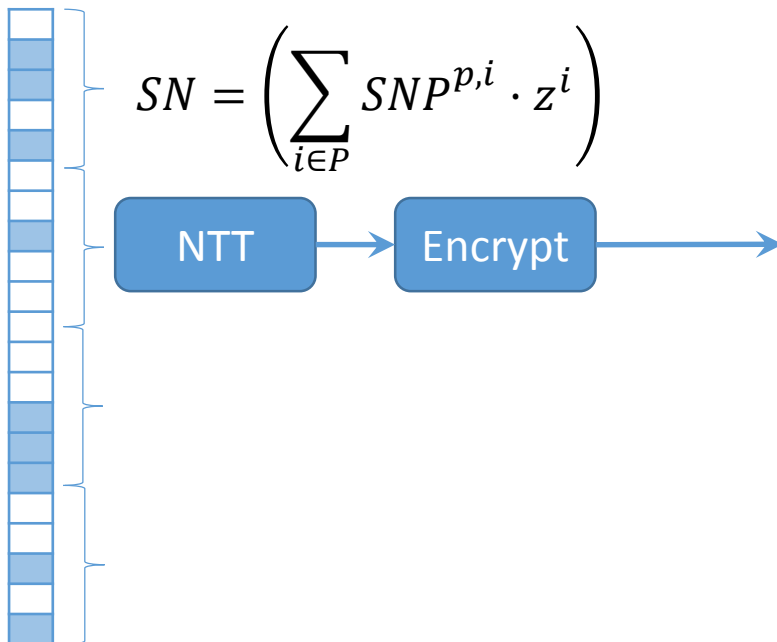 SN = (∑_{i∈P} SNP^{p,i} · z^i)
NTT
Encrypt